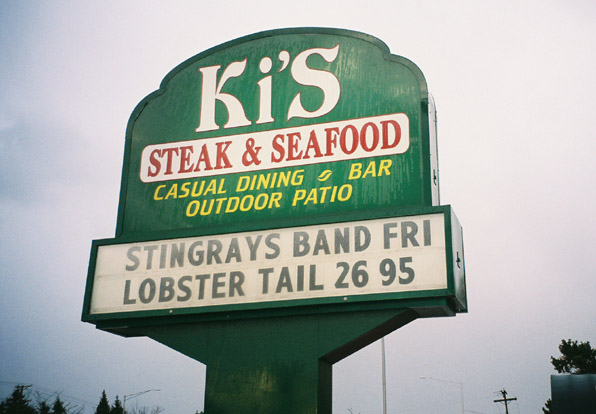 Ki'S
STEAK & SEAFOOD
CASUAL DINING BAR
OUTDOOR PATIO
STINGRAYS BAND FRI
LOBSTER TAIL 26 95